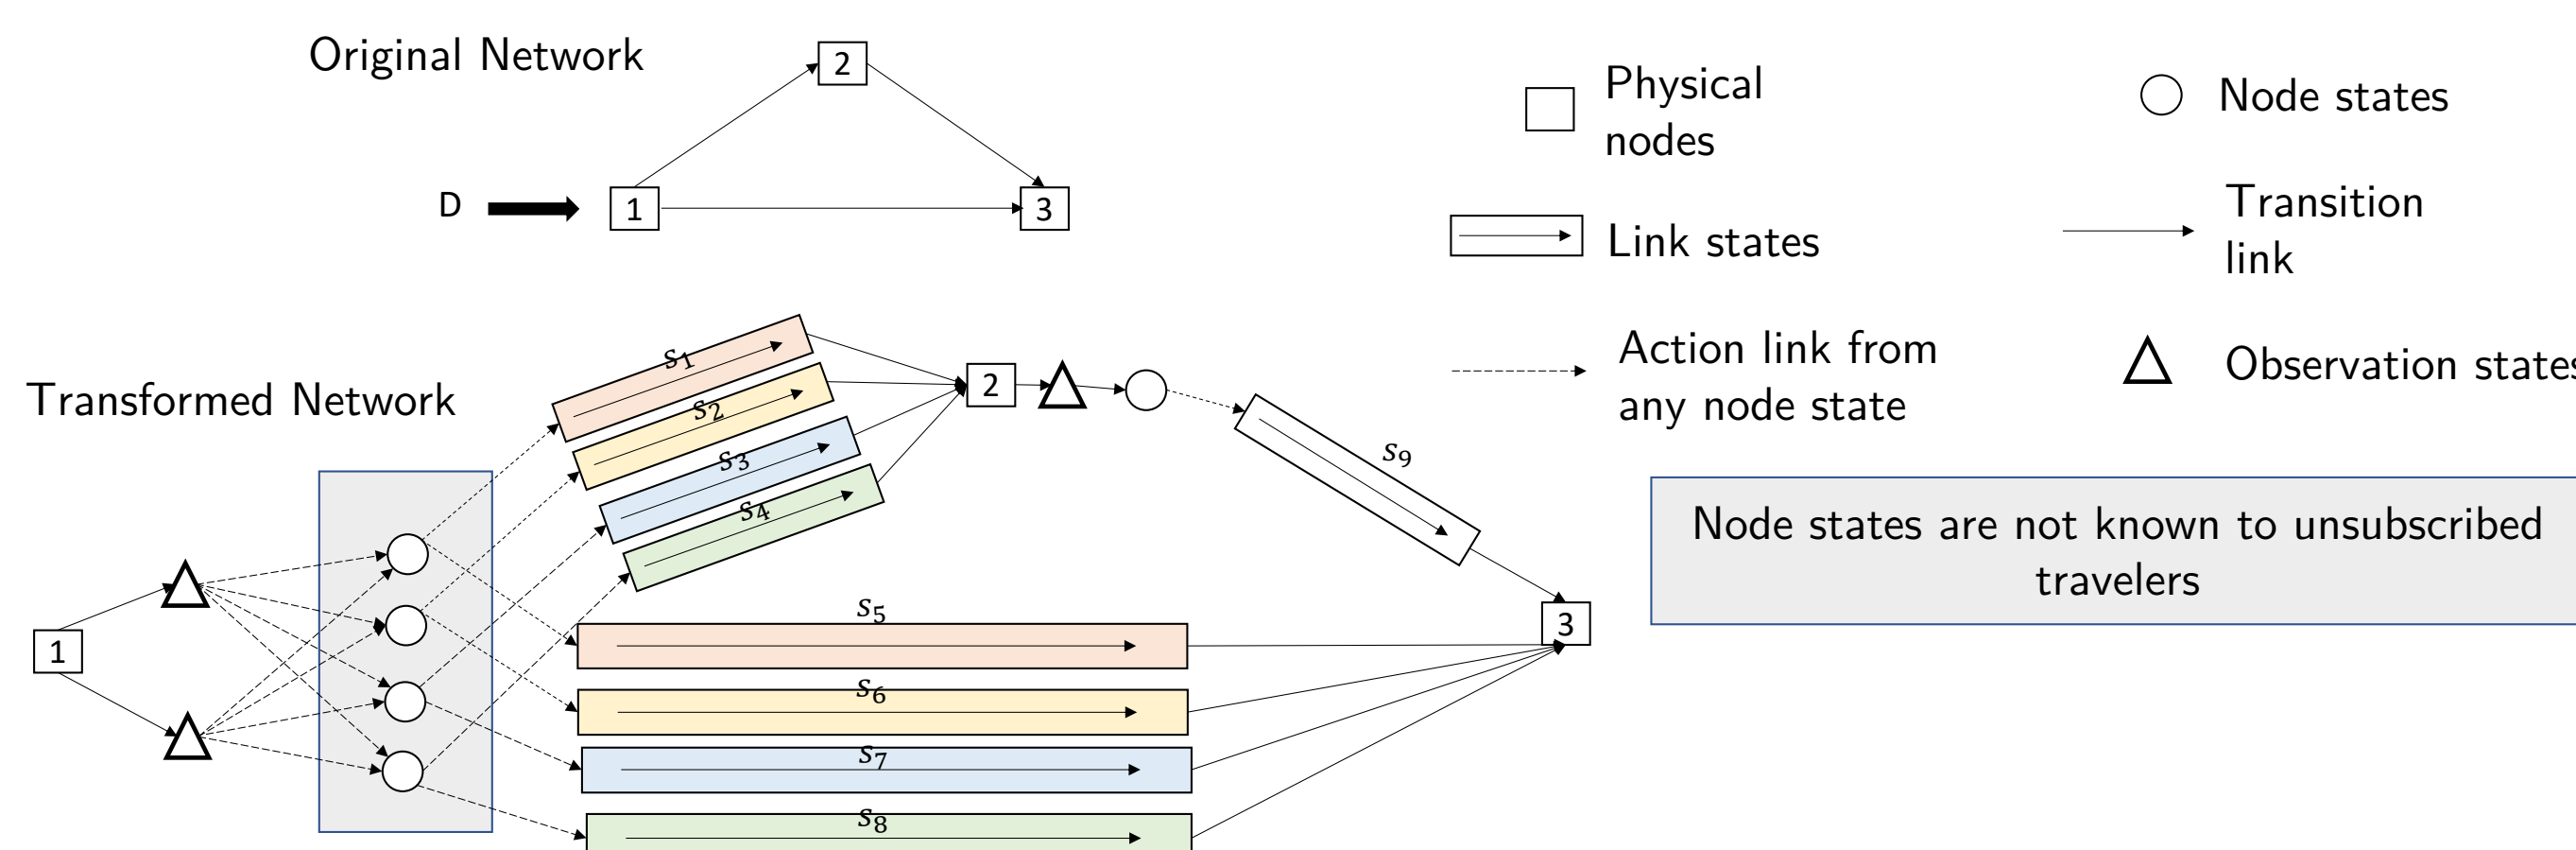 Original Network
2
D
1
3
Physical
nodes
Node states
Link states
Transition
link
Action link from
any node state
Observation states
Transformed Network
s1
s2
s3
s4
2
s9
1
s5
s6
s7
s8
3
Node states are not known to unsubscribed
travelers